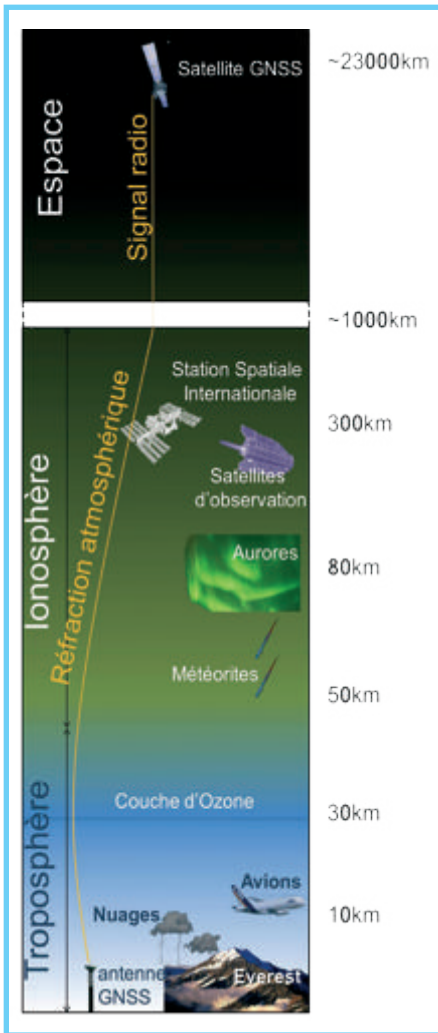 Satellite GNSS
~23000km
Espace
Signal radio
~1000km
Station Spatiale
Internationale
300km
Ionosphère
Réfraction atmosphérique
Satellites
d'observation
Aurores
80km
Météorites
50km
Couche d'Ozone
30km
Troposphère
Avions
10km
Nuages
antenne
GNSS
Everest